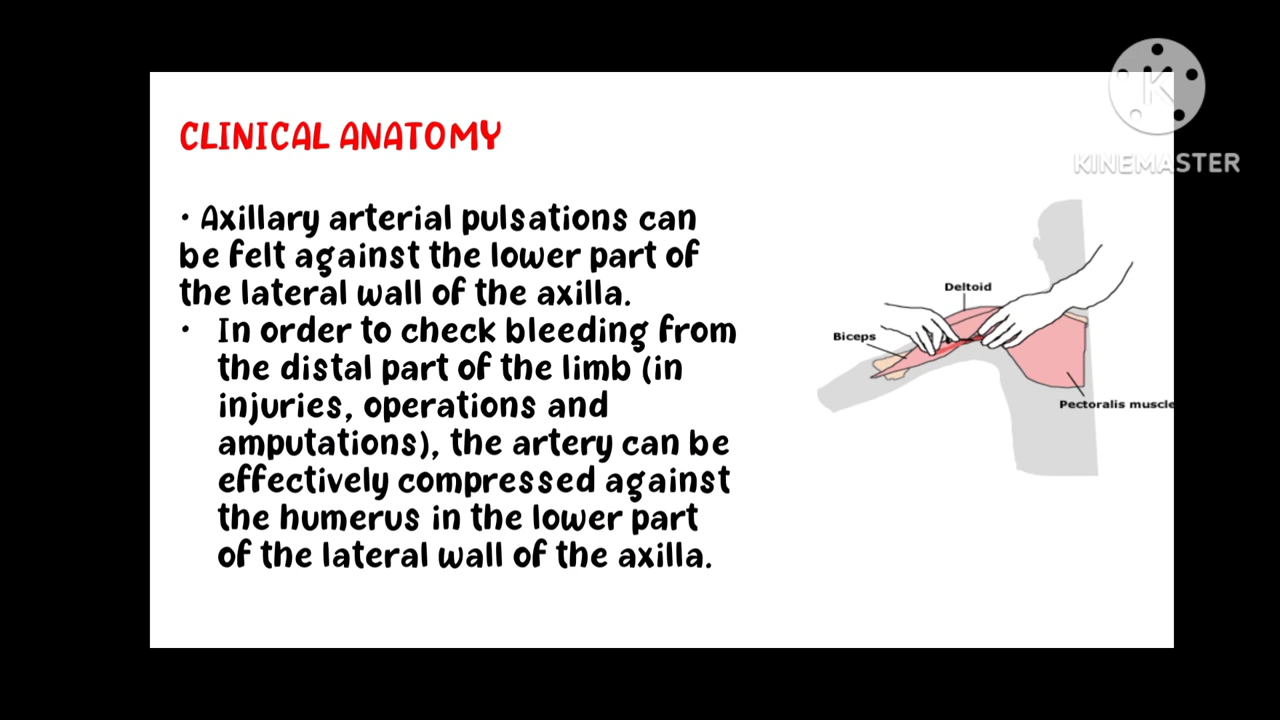 CLINICAL ANATOMY
• Axillary arterial pulsations can
be felt against the lower part of
the lateral wall of the axilla.
• In order to check bleeding from
the distal part of the limb (in
injuries, operations and
amputations), the artery can be
effectively compressed against
the humerus in the lower part
of the lateral wall of the axilla.
K
KINEMASTER
Deltoid
Biceps
Pectoralis muscle